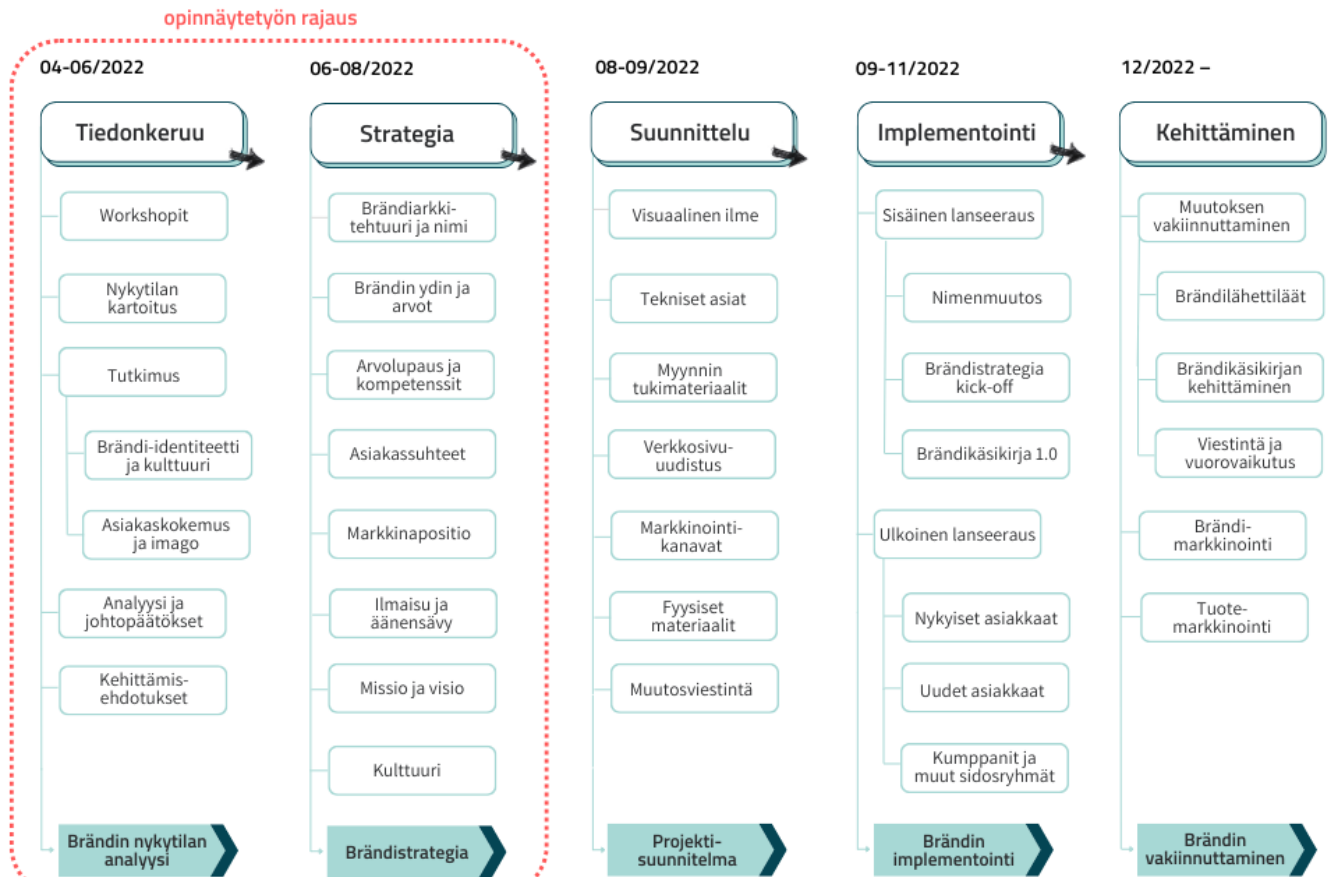 opinnäytetyön rajaus
04-06/2022
Tiedonkeruu
Workshopit
Nykytilan
kartoitus
Tutkimus
Brändi-identiteetti
ja kulttuuri
Asiakaskokemus
ja imago
Analyysi ja
johtopäätökset
Kehittämis-
ehdotukset
Brändin nykytilan
analyysi
06-08/2022
Strategia
Brändiarkki-
tehtuuri ja nimi
Brändin ydin ja
arvot
Arvolupaus ja
kompetenssit
Asiakassuhteet
Markkinapositio
Ilmaisu ja
äänensävy
Missio ja visio
Kulttuuri
Brändistrategia
08-09/2022
Suunnittelu
Visuaalinen ilme
Tekniset asiat
Myynnin
tukimateriaalit
Verkkosivu-
uudistus
Markkinointi-
kanavat
Fyysiset
materiaalit
Muutosviestintä
Projekti-
suunnitelma
09-11/2022
Implementointi
Sisäinen lanseeraus
Nimenmuutos
Brändistrategia
kick-off
Brändikäsikirja 1.0
Ulkoinen lanseeraus
Nykyiset asiakkaat
Uudet asiakkaat
Kumppanit ja
muut sidosryhmät
Brändin
implementointi
12/2022 –
Kehittäminen
Muutoksen
vakiinnuttaminen
Brändilähettiläät
Brändikäsikirjan
kehittäminen
Viestintä ja
vuorovaikutus
Brändi-
markkinointi
Tuote-
markkinointi
Brändin
vakiinnuttaminen